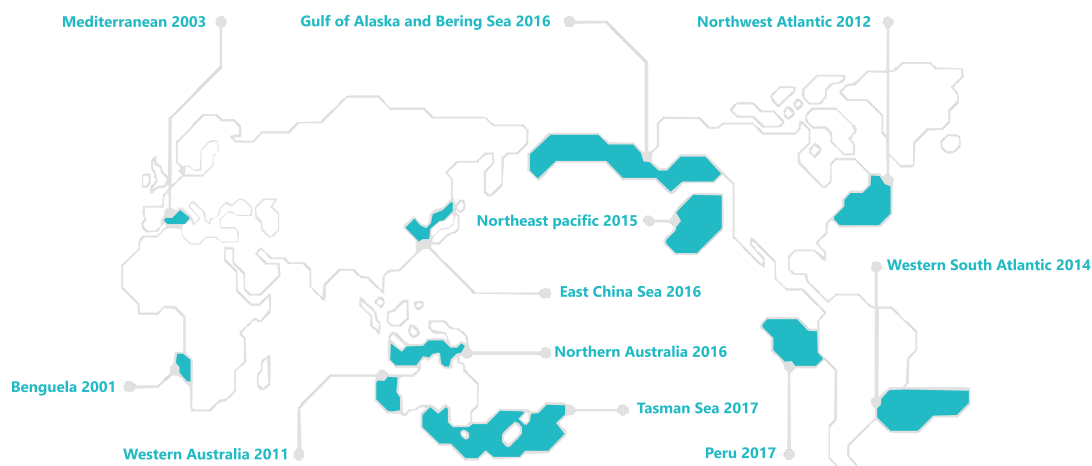 Mediterranean 2003
Gulf of Alaska and Bering Sea 2016
Northwest Atlantic 2012
Northeast pacific 2015
Western South Atlantic 2014
East China Sea 2016
Northern Australia 2016
Benguela 2001
Tasman Sea 2017
Western Australia 2011
Peru 2017